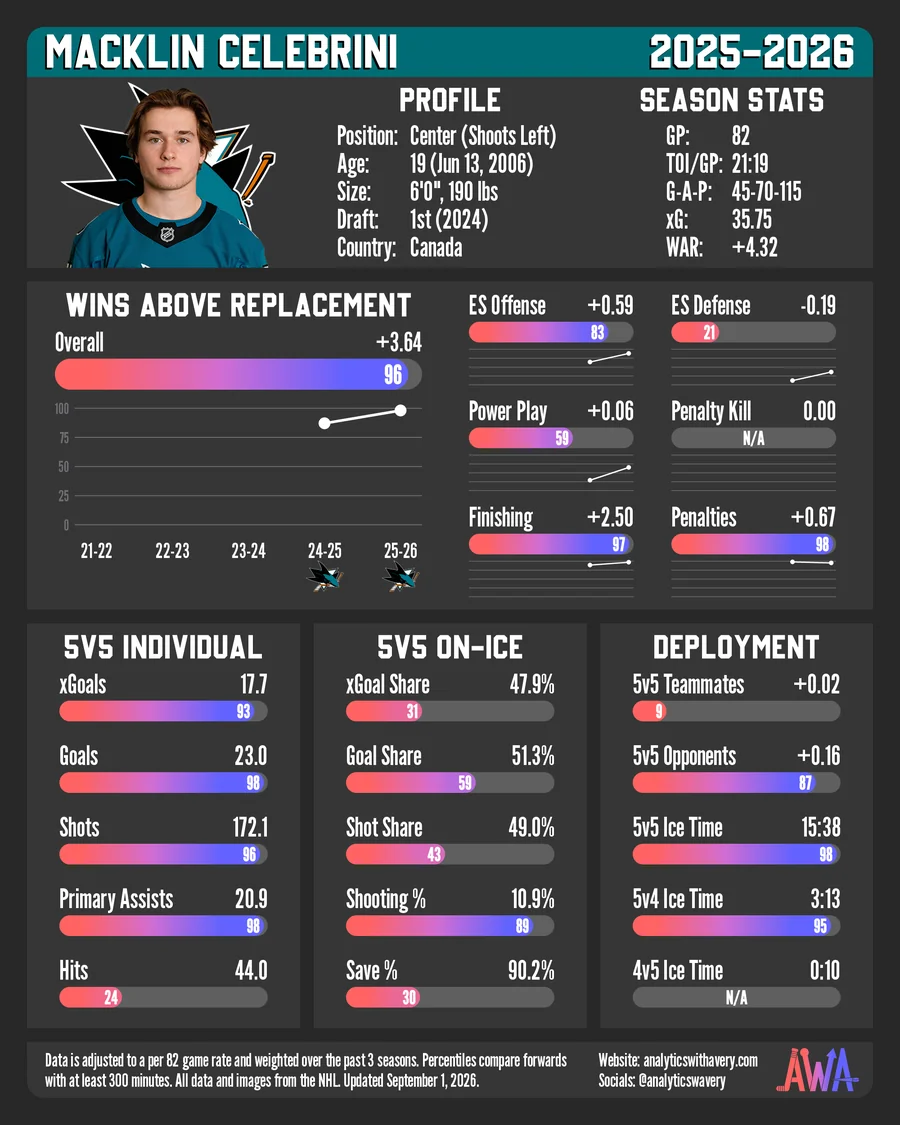 MACKLIN CELEBRINI
2025-2026
PROFILE
Position: Center (Shoots Left)
Age: 19 (Jun 13, 2006)
Size: 6'0", 190 lbs
Draft: 1st (2024)
Country: Canada
SEASON STATS
GP: 82
TOI/GP: 21:19
G-A-P: 45-70-115
xG: 35.75
WAR: +4.32
WINS ABOVE REPLACEMENT
Overall +3.64
96
100
75
50
25
0
21-22 22-23 23-24 24-25 25-26
ES Offense +0.59
83
ES Defense -0.19
21
Power Play +0.06
59
Penalty Kill 0.00
N/A
Finishing +2.50
97
Penalties +0.67
98
5V5 INDIVIDUAL
xGoals 17.7
93
Goals 23.0
98
Shots 172.1
96
Primary Assists 20.9
98
Hits 44.0
24
5V5 ON-ICE
xGoal Share 47.9%
31
Goal Share 51.3%
59
Shot Share 49.0%
43
Shooting % 10.9%
89
Save % 90.2%
30
DEPLOYMENT
5v5 Teammates +0.02
9
5v5 Opponents +0.16
87
5v5 Ice Time 15:38
98
5v4 Ice Time 3:13
95
4v5 Ice Time 0:10
N/A
Data is adjusted to a per 82 game rate and weighted over the past 3 seasons. Percentiles compare forwards
with at least 300 minutes. All data and images from the NHL. Updated September 1, 2026.
Website: analyticswithavery.com
Socials: @analyticswavery
AWA